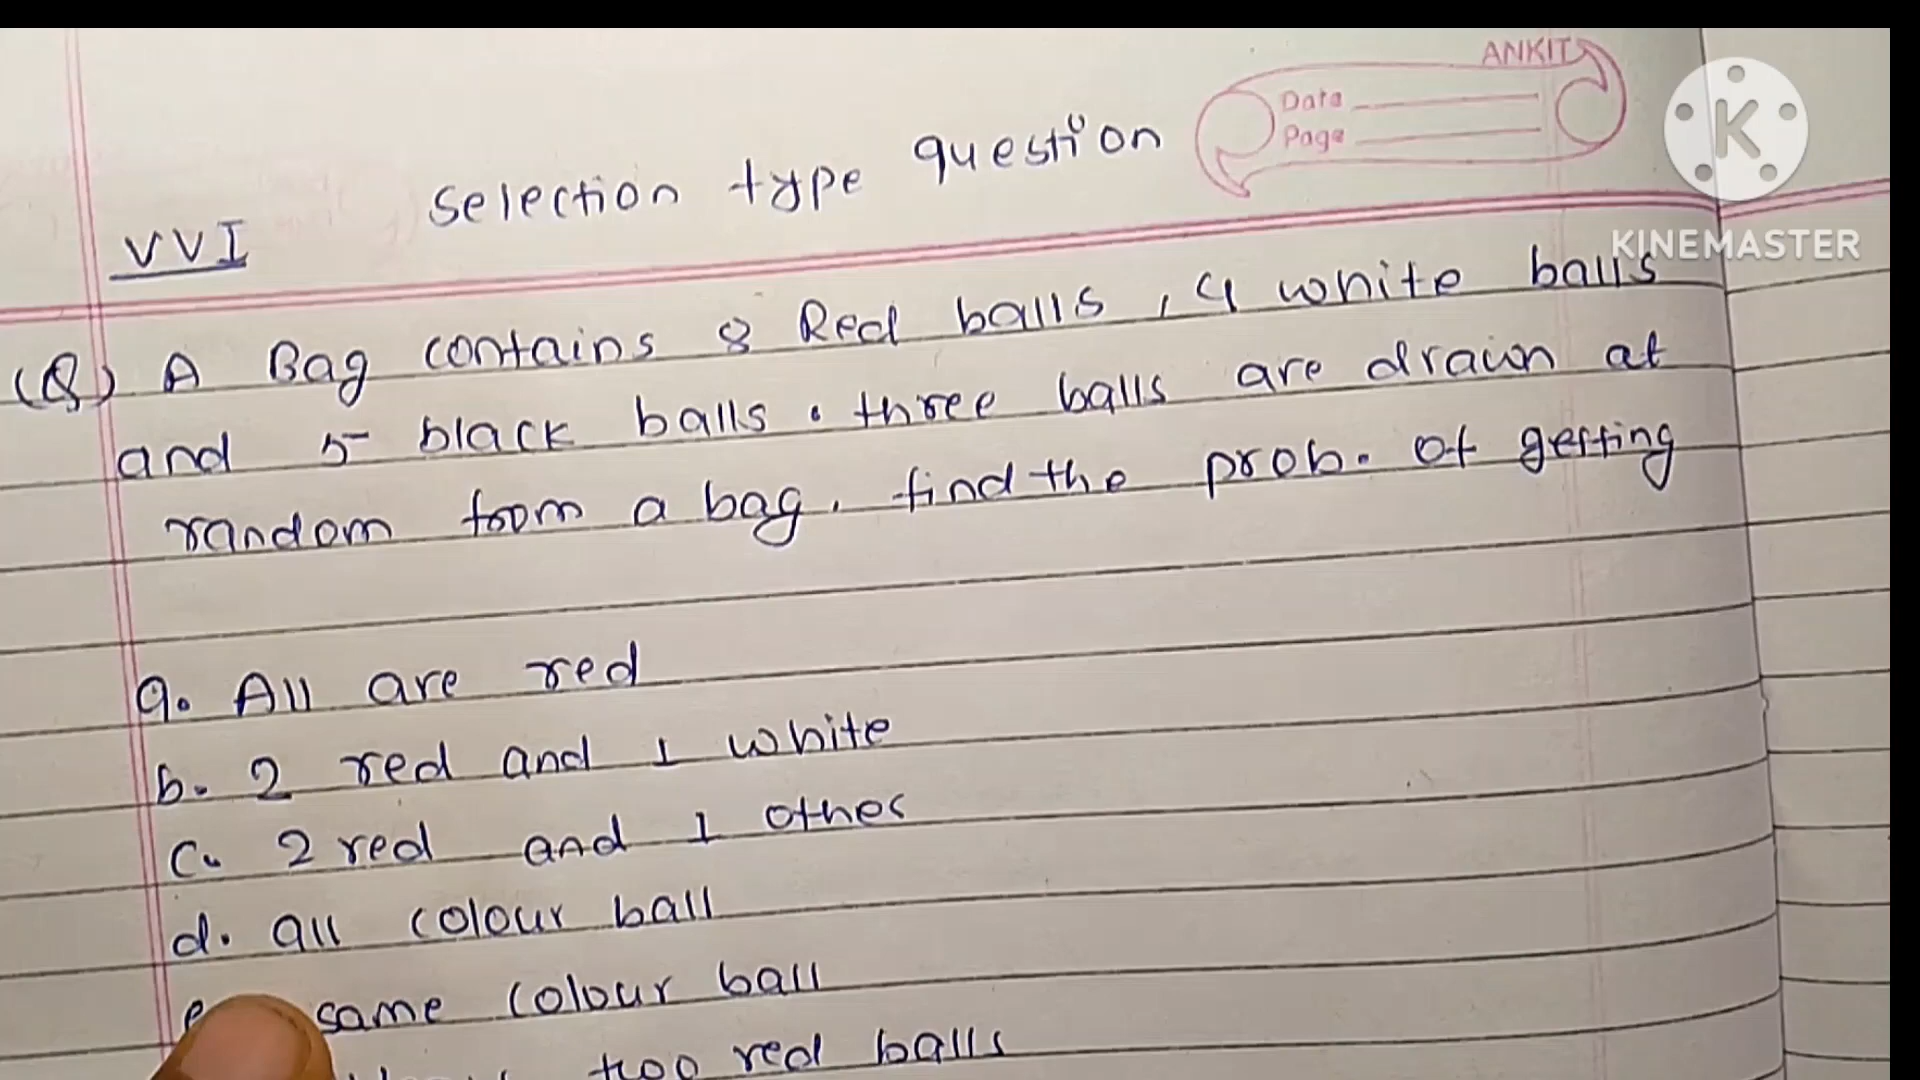 ANKIT
Data
Page
K
KINEMASTER
selection type question
VVI
(Q) A Bag contains 8 Red balls, 4 white balls
and 5 black balls. three balls are drawn at
random from a bag. find the prob. of getting
a. All are red
b. 2 red and 1 white
c. 2 red and 1 other
d. all colour ball
e same colour ball
two red balls